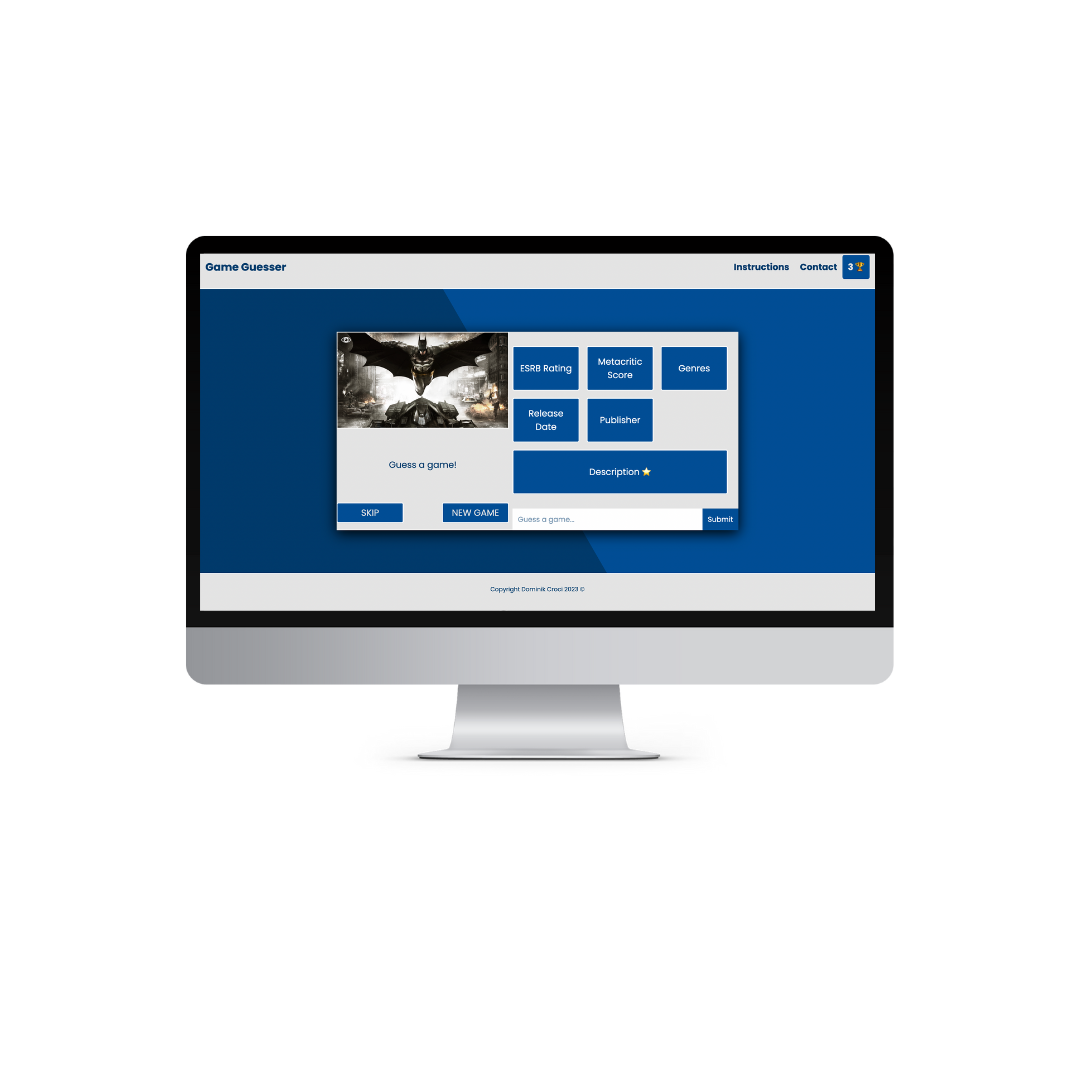 Game Guesser
Instructions
Contact
3 🏆
ESRB Rating
Metacritic
Score
Genres
Release
Date
Publisher
Guess a game!
Description ⭐
SKIP
NEW GAME
Guess a game...
Submit
Copyright Dominik Croci 2023 ©